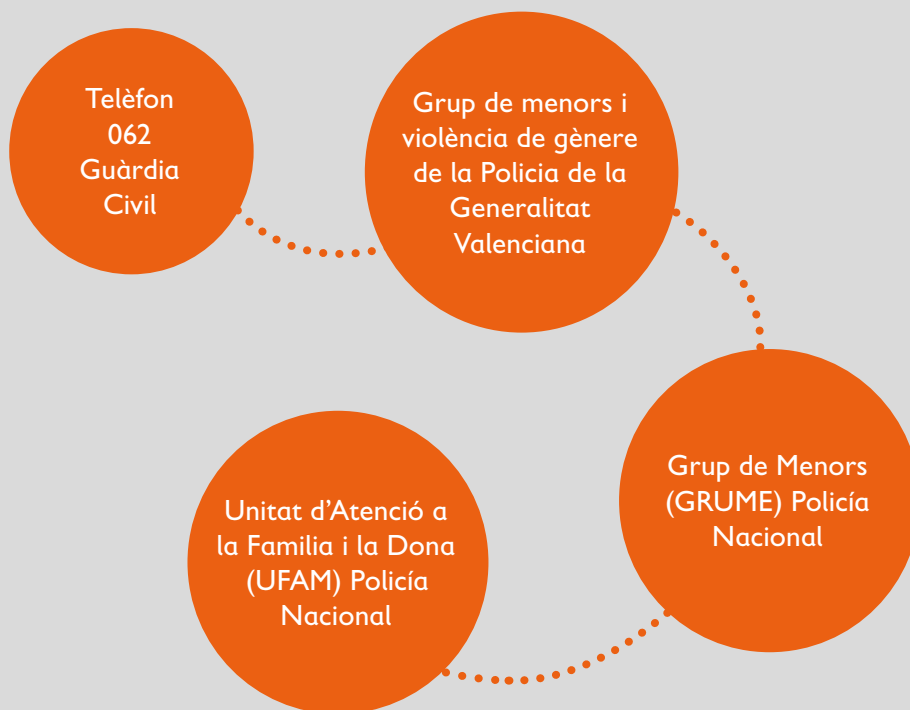 Telèfon
062
Guàrdia
Civil
Grup de menors i
violència de gènere
de la Policia de la
Generalitat
Valenciana
Grup de Menors
(GRUME) Policía
Nacional
Unitat d’Atenció a
la Familia i la Dona
(UFAM) Policía
Nacional